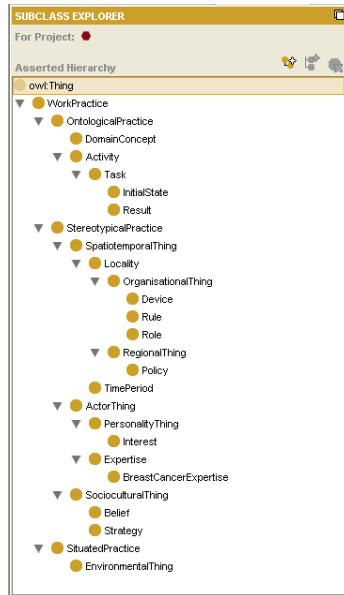 SUBCLASS EXPLORER
For Project:
Asserted Hierarchy
owl:Thing
WorkPractice
OntologicalPractice
DomainConcept
Activity
Task
InitialState
Result
StereotypicalPractice
SpatiotemporalThing
Locality
OrganisationalThing
Device
Rule
Role
RegionalThing
Policy
TimePeriod
ActorThing
PersonalityThing
Interest
Expertise
BreastCancerExpertise
SocioculturalThing
Belief
Strategy
SituatedPractice
EnvironmentalThing